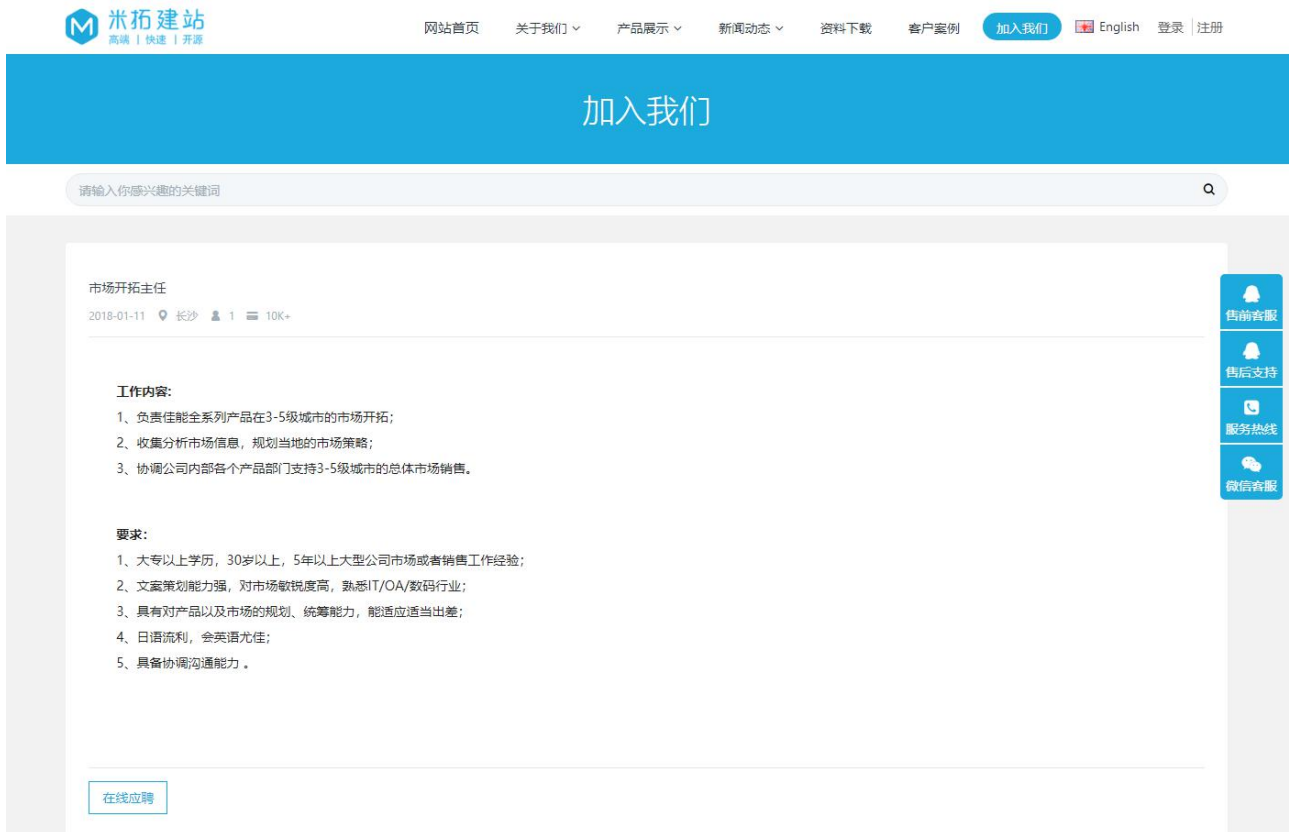 米拓建站
高端 | 快速 | 开源
网站首页 关于我们 产品展示 新闻动态 资料下载 客户案例 加入我们 English 登录 注册
加入我们
请输入你感兴趣的关键词
市场开拓主任
2018-01-11 长沙 1 10K+
工作内容:
1、负责佳能全系列产品在3-5级城市的市场开拓;
2、收集分析市场信息，规划当地的市场策略;
3、协调公司内部各个产品部门支持3-5级城市的总体市场销售。
要求:
1、大专以上学历，30岁以上，5年以上大型公司市场或者销售工作经验;
2、文案策划能力强，对市场敏锐度高，熟悉IT/OA/数码行业;
3、具有对产品以及市场的规划、统筹能力，能适应适当出差;
4、日语流利，会英语尤佳;
5、具备协调沟通能力 。
在线应聘
售前客服
售后支持
服务热线
微信客服